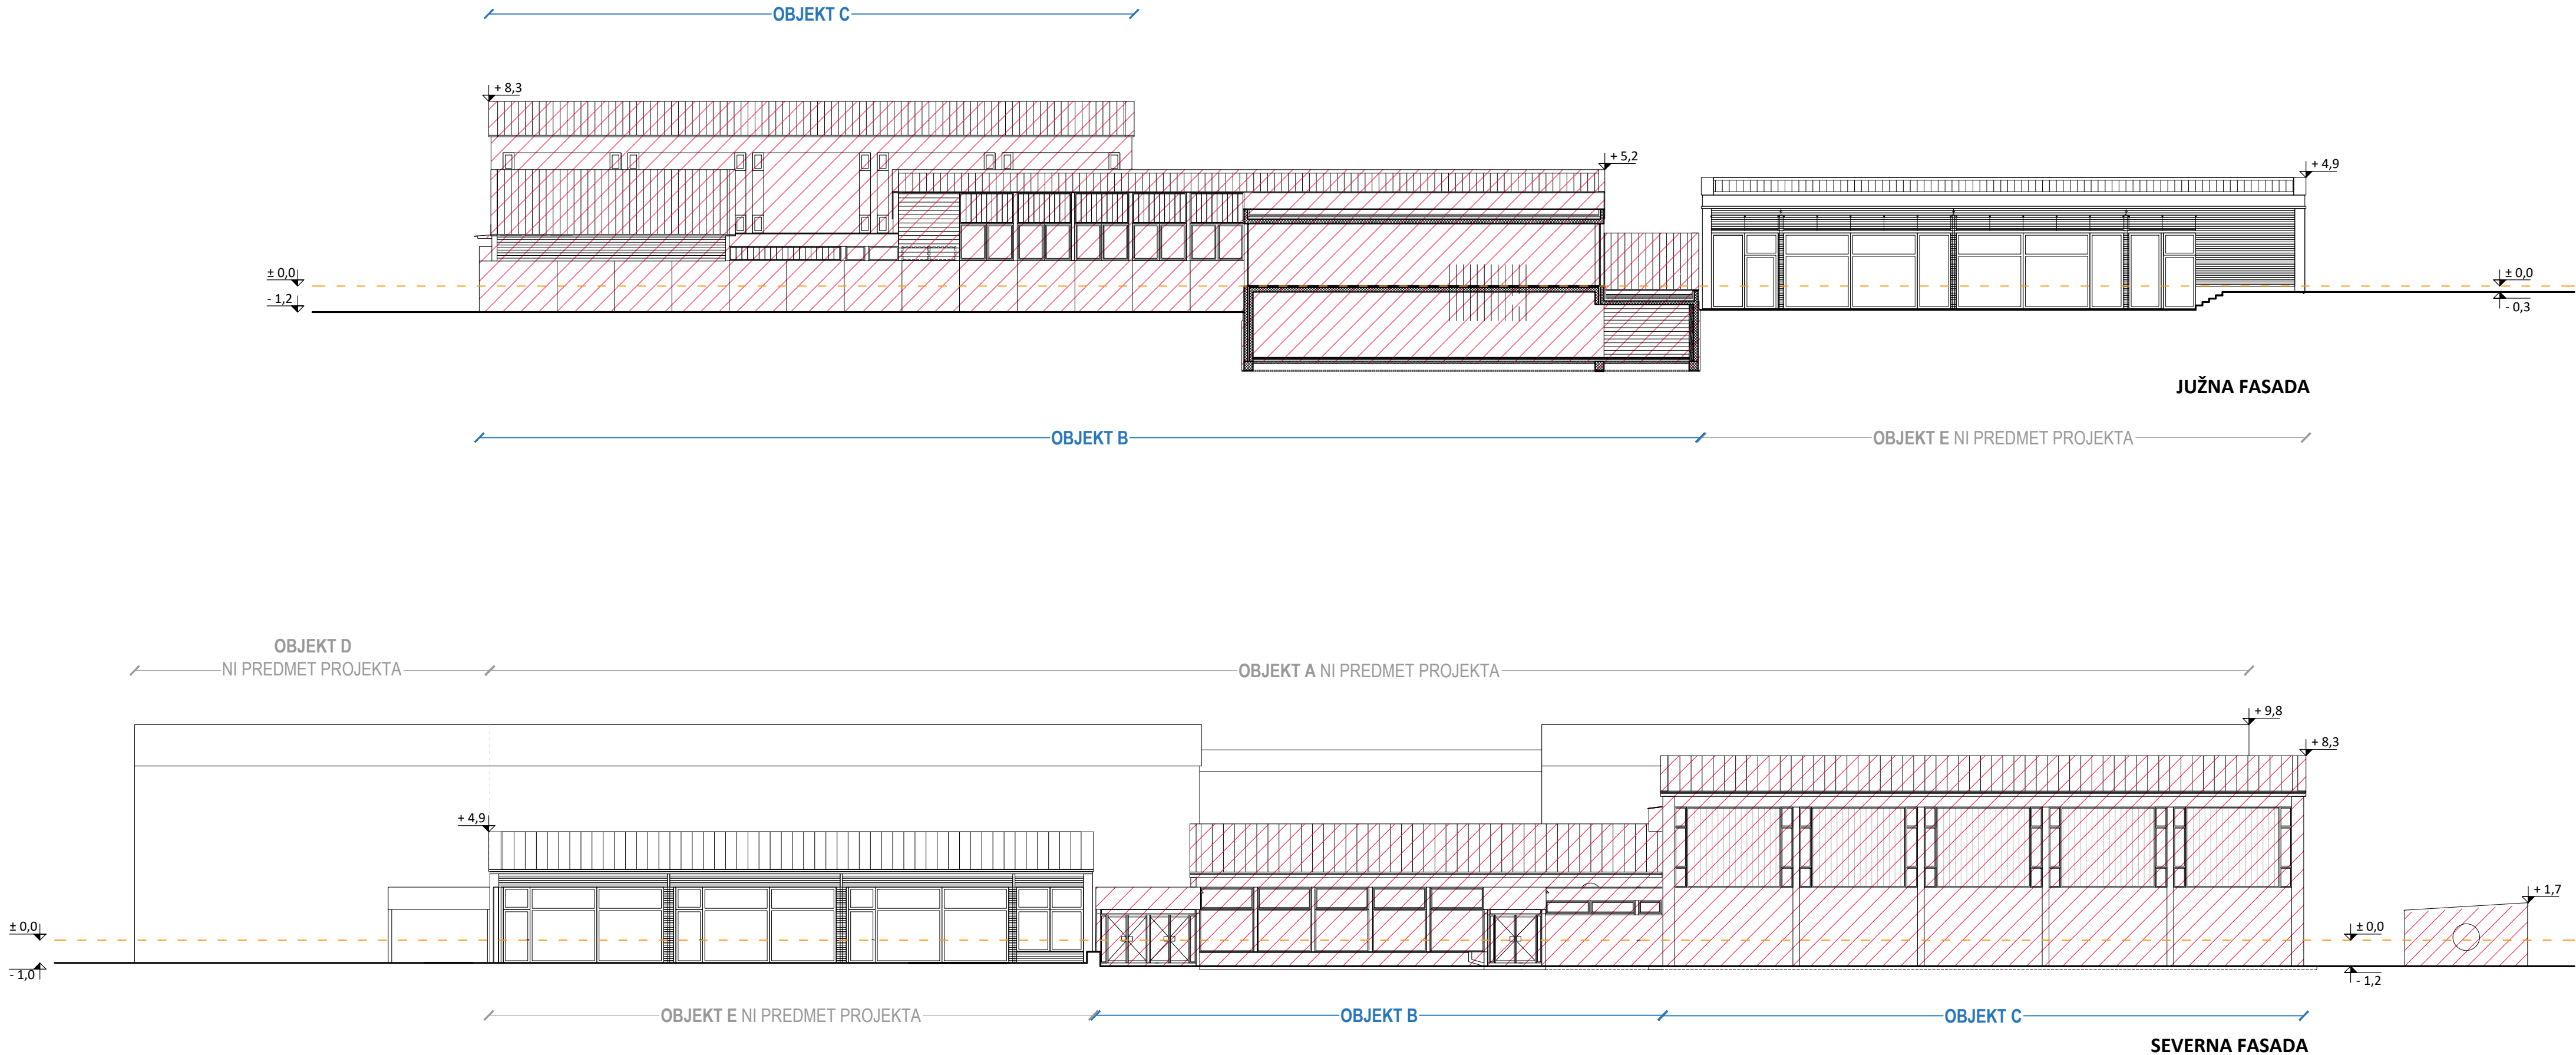 OBJEKT C
+ 8,3
+ 5,2
+ 4,9
± 0,0
- 1,2
± 0,0
- 0,3
JUŽNA FASADA
OBJEKT B
OBJEKT E NI PREDMET PROJEKTA
OBJEKT D
NI PREDMET PROJEKTA
OBJEKT A NI PREDMET PROJEKTA
+ 9,8
+ 8,3
+ 4,9
+ 1,7
± 0,0
- 1,0
± 0,0
- 1,2
OBJEKT E NI PREDMET PROJEKTA
OBJEKT B
OBJEKT C
SEVERNA FASADA